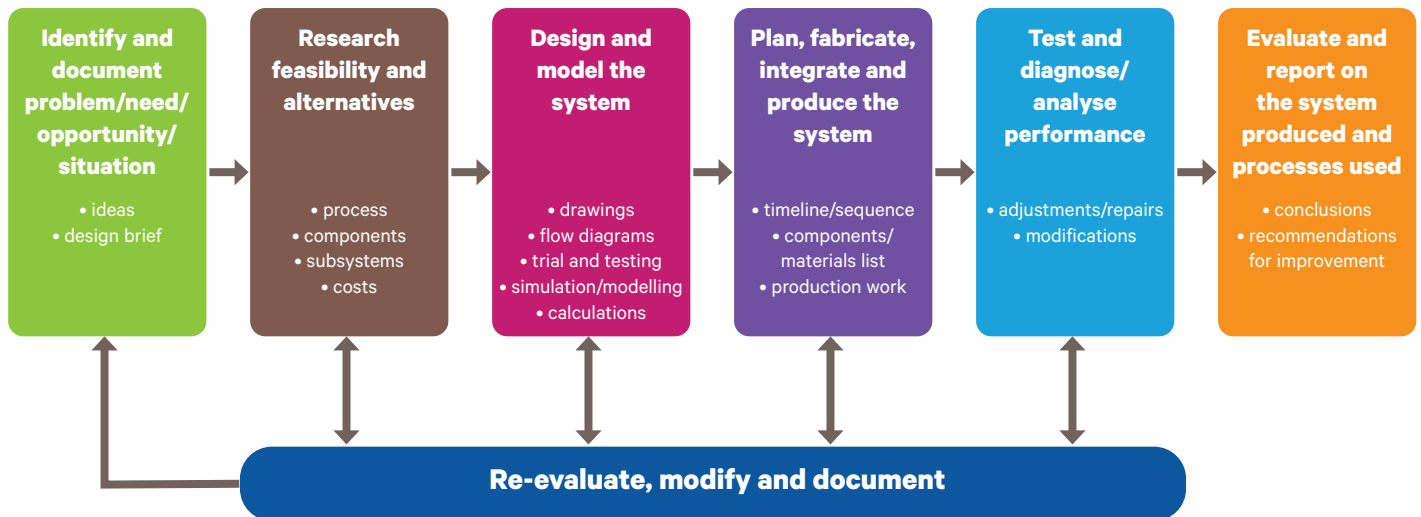 Identify and
document
problem/need/
opportunity/
situation
• ideas
• design brief
Research
feasibility and
alternatives
• process
• components
• subsystems
• costs
Design and
model the
system
• drawings
• flow diagrams
• trial and testing
• simulation/modelling
• calculations
Plan, fabricate,
integrate and
produce the
system
• timeline/sequence
• components/
materials list
• production work
Test and
diagnose/
analyse
performance
• adjustments/repairs
• modifications
Evaluate and
report on
the system
produced and
processes used
• conclusions
• recommendations
for improvement
Re-evaluate, modify and document